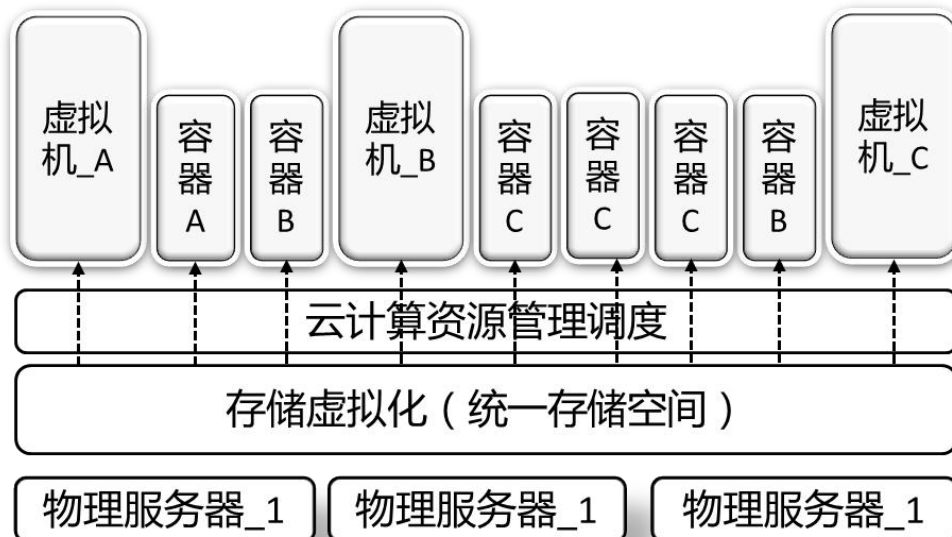 虚拟
机_A
容
器
A
容
器
B
虚拟
机_B
容
器
C
容
器
C
容
器
C
容
器
B
虚拟
机_C
云计算资源管理调度
存储虚拟化（统一存储空间）
物理服务器_1
物理服务器_1
物理服务器_1